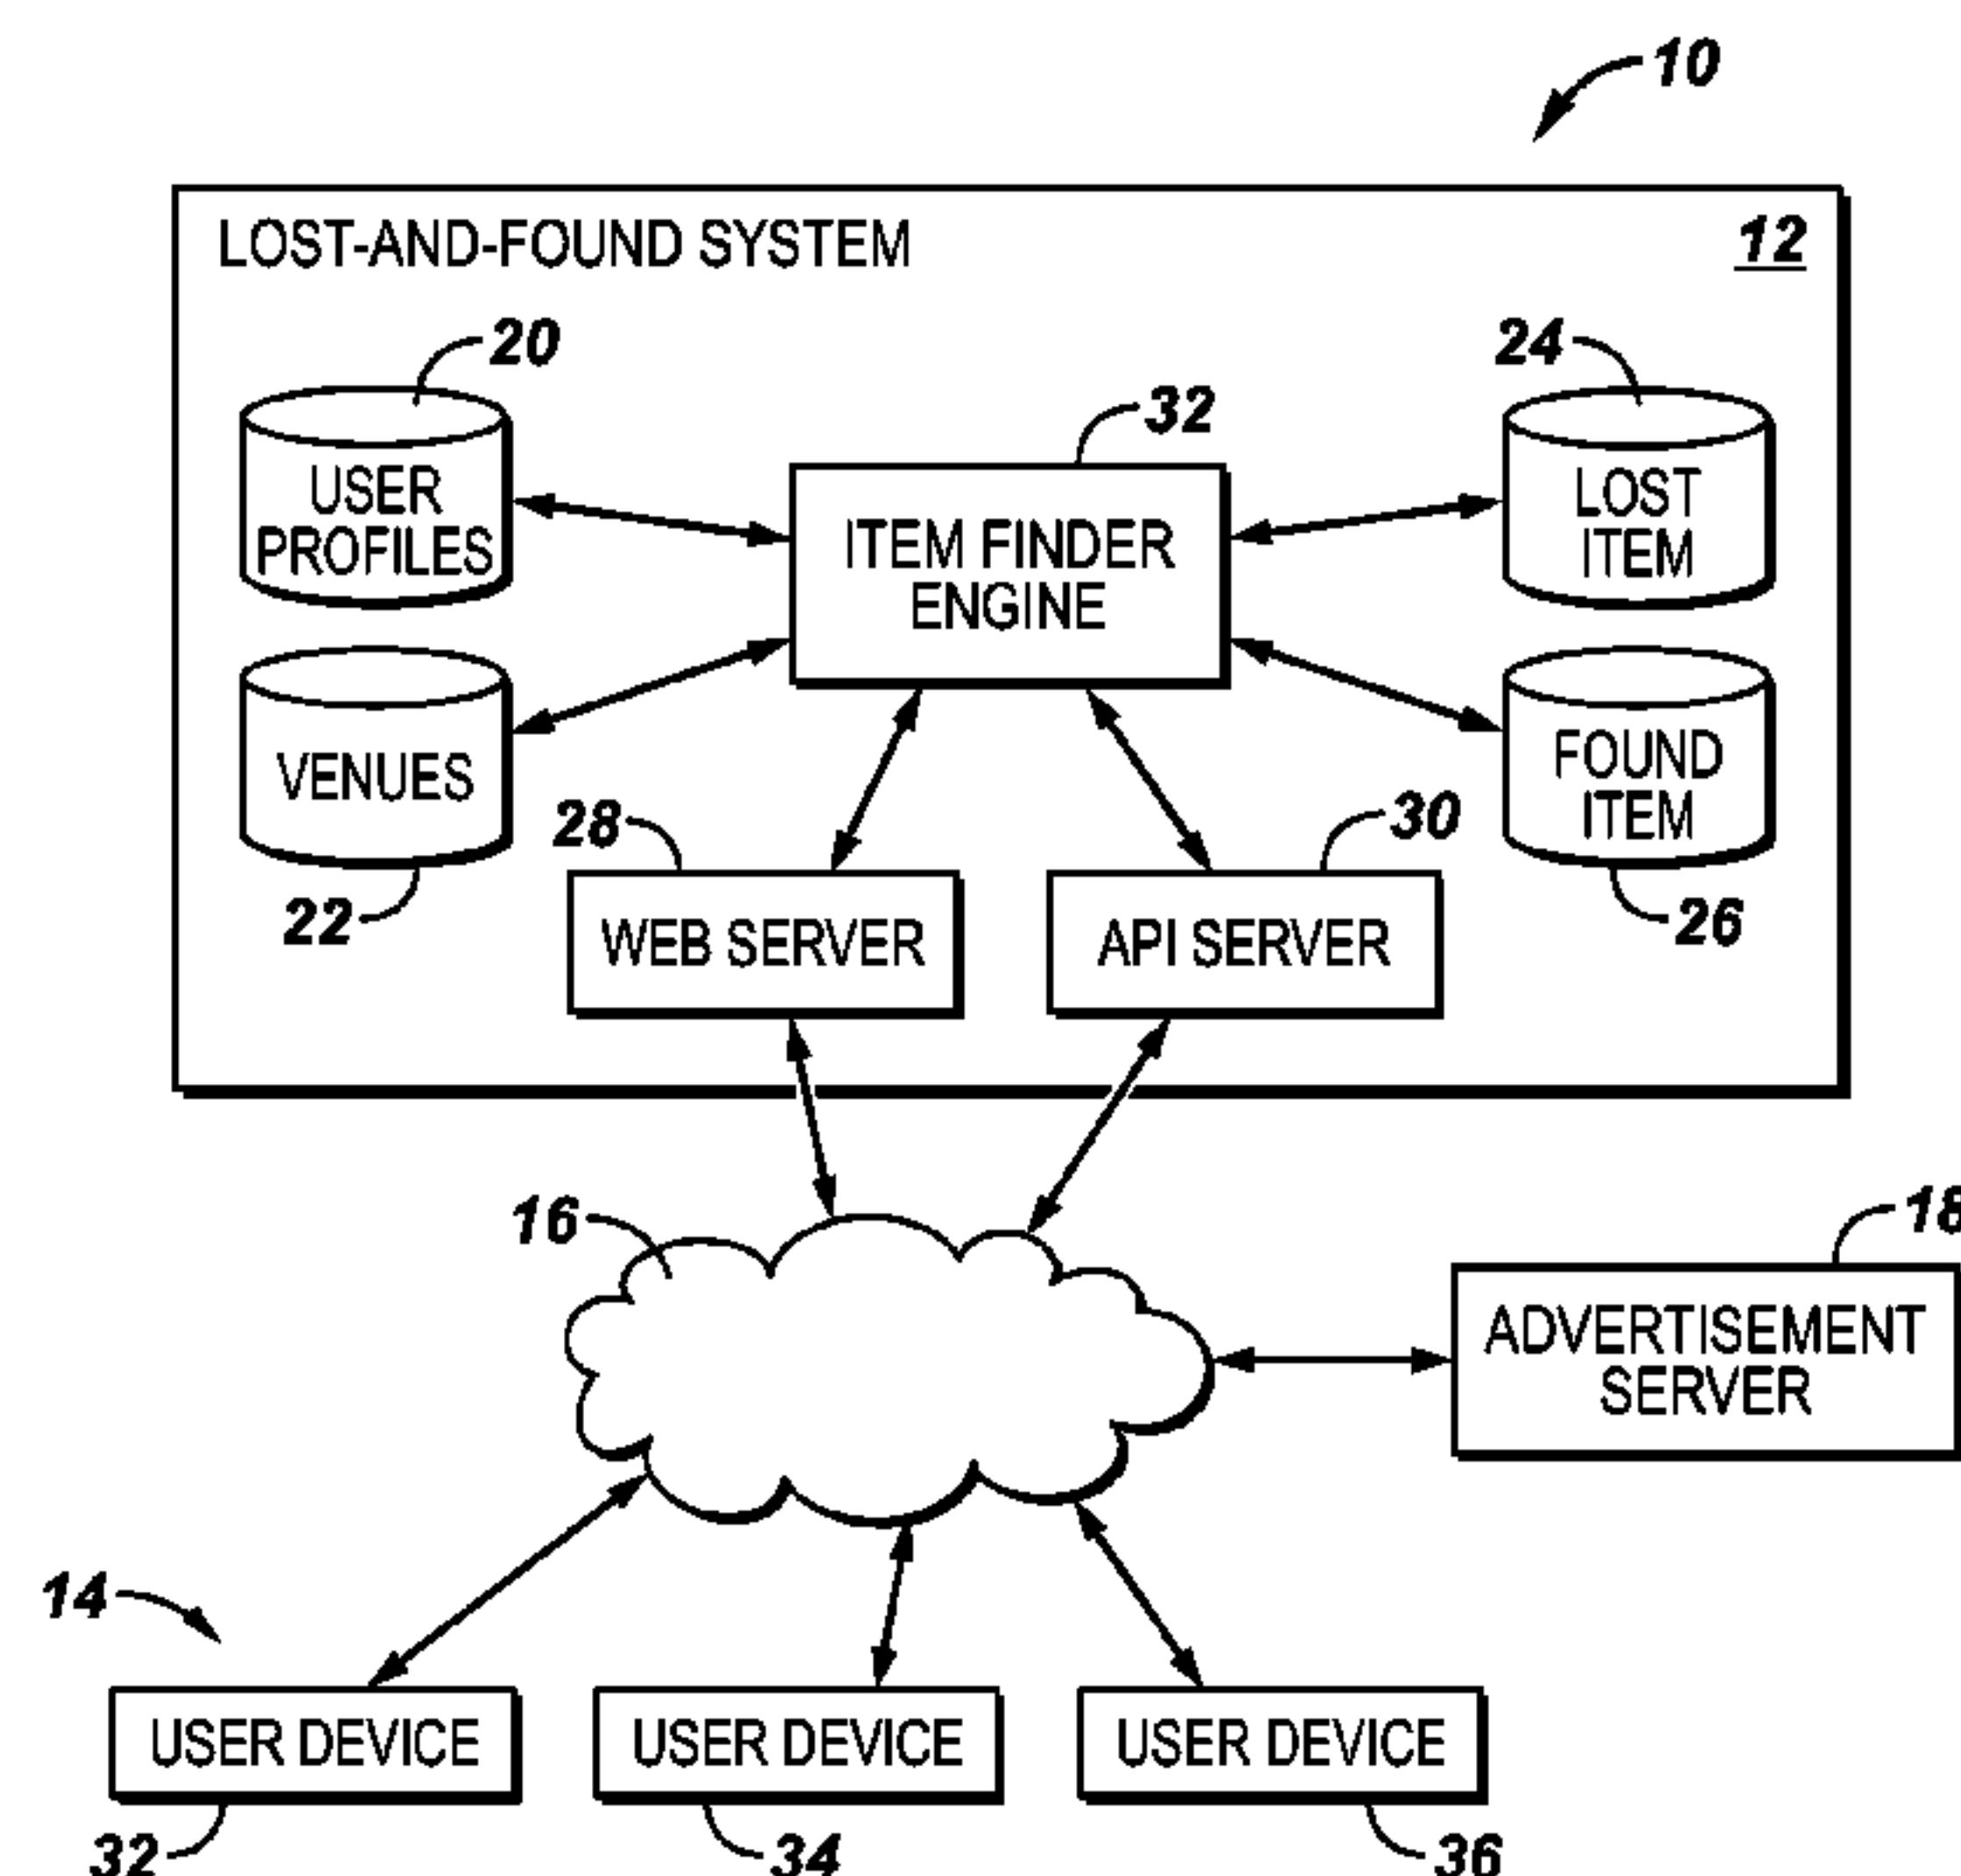 10
LOST-AND-FOUND SYSTEM
12
20
24
32
USER
PROFILES
ITEM FINDER
ENGINE
LOST
ITEM
VENUES
FOUND
ITEM
28
30
22
WEB SERVER
API SERVER
26
16
18
ADVERTISEMENT
SERVER
14
USER DEVICE
USER DEVICE
USER DEVICE
32
34
36